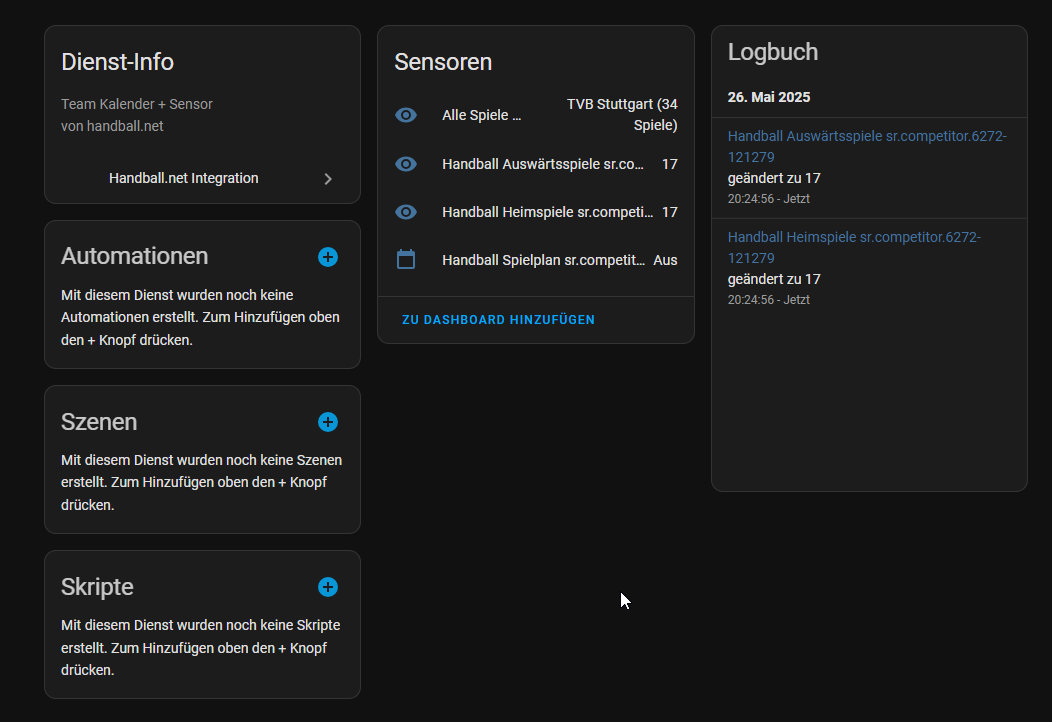 Dienst-Info
Team Kalender + Sensor
von handball.net
Handball.net Integration
Automationen
Mit diesem Dienst wurden noch keine
Automationen erstellt. Zum Hinzufügen oben
den + Knopf drücken.
Szenen
Mit diesem Dienst wurden noch keine Szenen
erstellt. Zum Hinzufügen oben den + Knopf
drücken.
Skripte
Mit diesem Dienst wurden noch keine Skripte
erstellt. Zum Hinzufügen oben den + Knopf
drücken.
Sensoren
Alle Spiele ...
TVB Stuttgart (34
Spiele)
Handball Auswärtsspiele sr.co... 17
Handball Heimspiele sr.competi... 17
Handball Spielplan sr.competit... Aus
ZU DASHBOARD HINZUFÜGEN
Logbuch
26. Mai 2025
Handball Auswärtsspiele sr.competitor.6272-
121279
geändert zu 17
20:24:56 - Jetzt
Handball Heimspiele sr.competitor.6272-
121279
geändert zu 17
20:24:56 - Jetzt